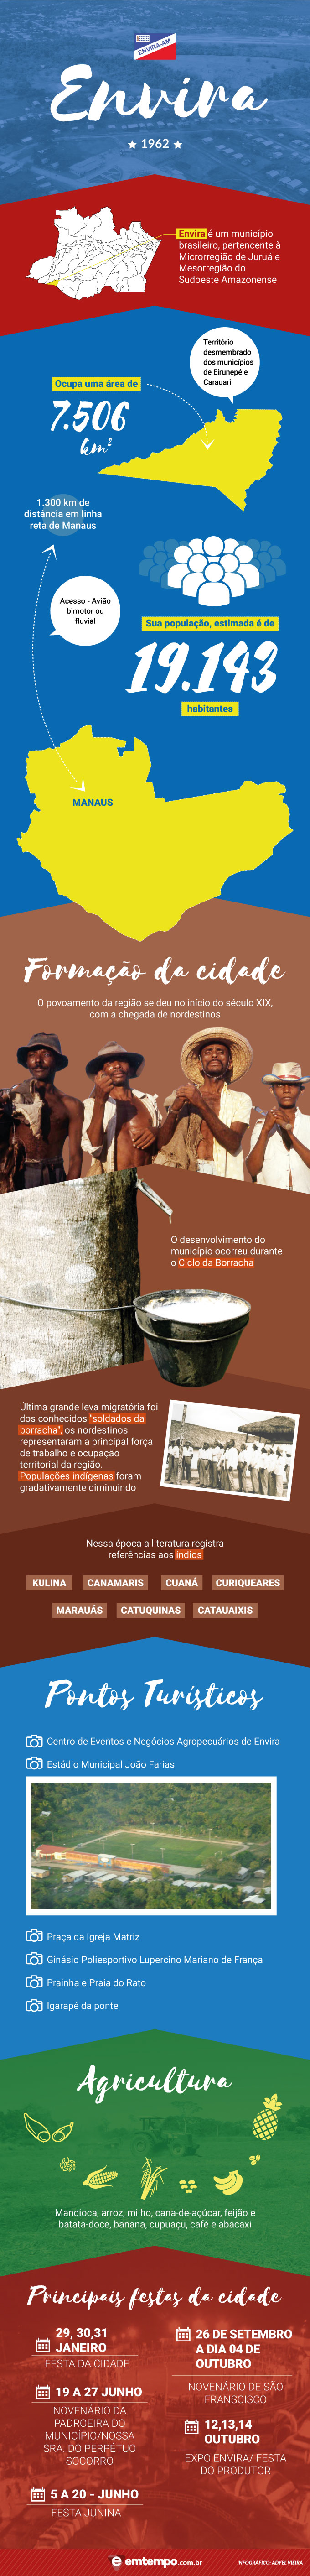 ENVIRA-AM
Envira
★ 1962 ★
Envira é um município
brasileiro, pertencente à
Microrregião de Juruá e
Mesorregião do
Sudoeste Amazonense
Território
desmembrado
dos municípios
de Eirunepé e
Carauari
Ocupa uma área de
7.506
km²
1.300 km de
distância em linha
reta de Manaus
Acesso - Avião
bimotor ou
fluvial
Sua população, estimada é de
19.143
habitantes
MANAUS
Formação da cidade
O povoamento da região se deu no início do século XIX,
com a chegada de nordestinos
O desenvolvimento do
município ocorreu durante
o Ciclo da Borracha
Última grande leva migratória foi
dos conhecidos "soldados da
borracha", os nordestinos
representaram a principal força
de trabalho e ocupação
territorial da região.
Populações indígenas foram
gradativamente diminuindo
Nessa época a literatura registra
referências aos índios
KULINA CANAMARIS CUANÁ CURIQUEARES
MARAUÁS CATUQUINAS CATAUAIXIS
Pontos Turísticos
Centro de Eventos e Negócios Agropecuários de Envira
Estádio Municipal João Farias
Praça da Igreja Matriz
Ginásio Poliesportivo Lupercino Mariano de França
Prainha e Praia do Rato
Igarapé da ponte
Agricultura
Mandioca, arroz, milho, cana-de-açúcar, feijão e
batata-doce, banana, cupuaçu, café e abacaxi
Principais festas da cidade
29, 30,31
JANEIRO
FESTA DA CIDADE
19 A 27 JUNHO
NOVENÁRIO DA
PADROEIRA DO
MUNICÍPIO/NOSSA
SRA. DO PERPÉTUO
SOCORRO
5 A 20 - JUNHO
FESTA JUNINA
26 DE SETEMBRO
A DIA 04 DE
OUTUBRO
NOVENÁRIO DE SÃO
FRANSCISCO
12,13,14
OUTUBRO
EXPO ENVIRA/ FESTA
DO PRODUTOR
emtempo.com.br
INFOGRÁFICO: ADYEL VIEIRA